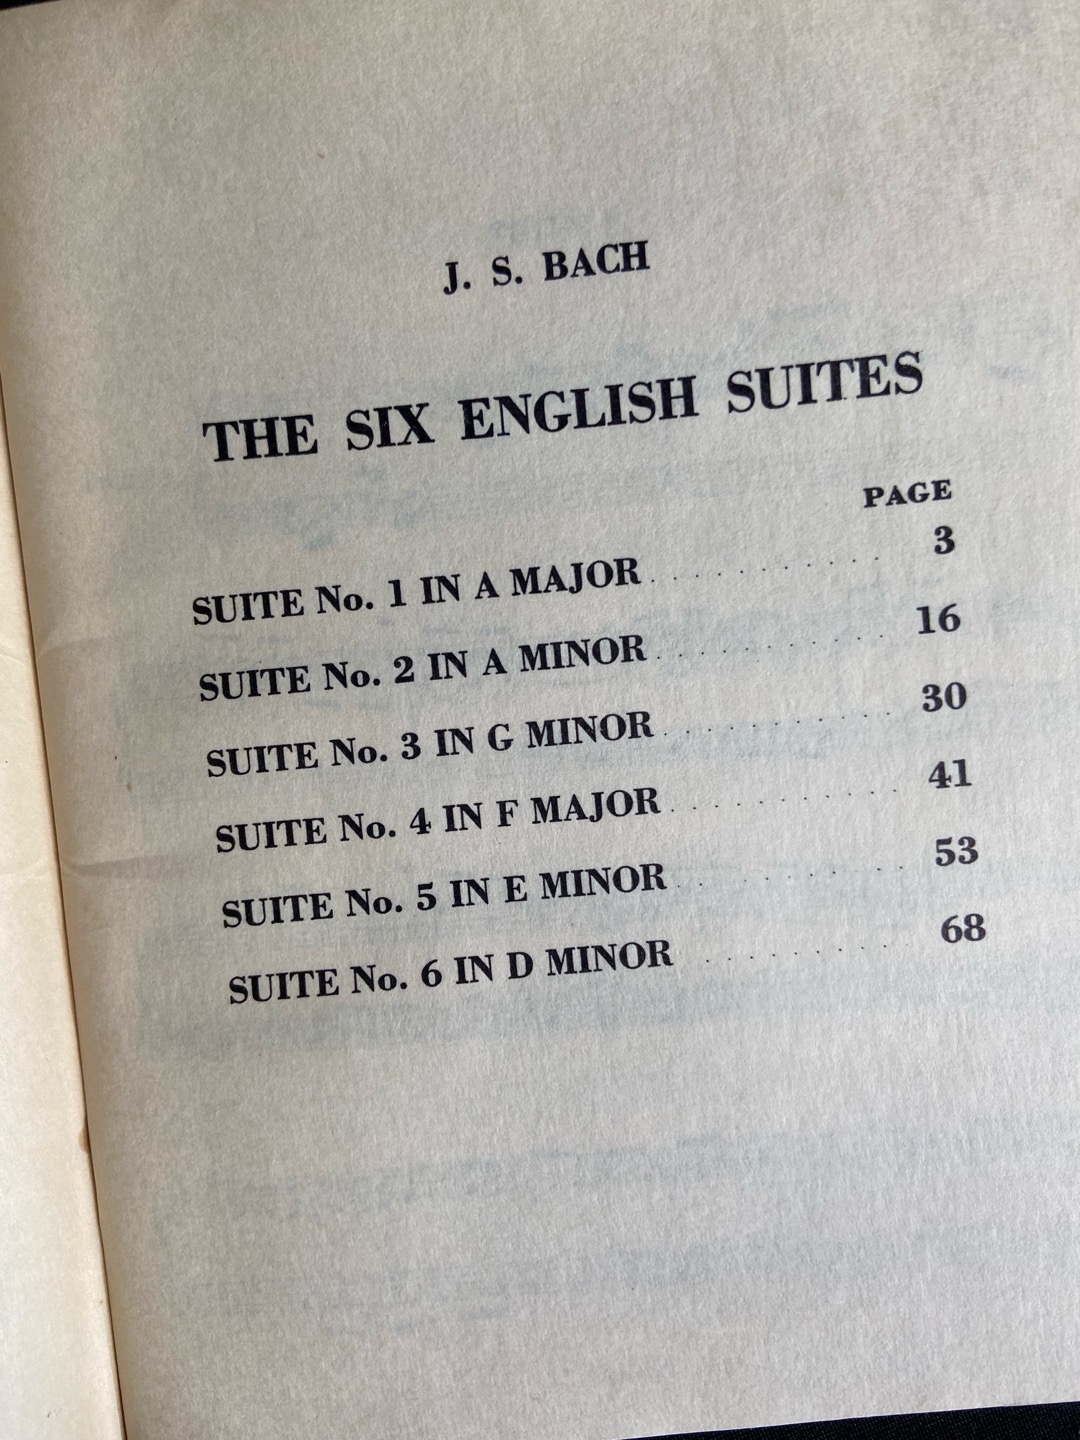 J. S. BACH
THE SIX ENGLISH SUITES
PAGE
SUITE No. 1 IN A MAJOR . . . . . . . . . . . 3
SUITE No. 2 IN A MINOR . . . . . . . . . . . 16
SUITE No. 3 IN G MINOR . . . . . . . . . . . 30
SUITE No. 4 IN F MAJOR . . . . . . . . . . . 41
SUITE No. 5 IN E MINOR . . . . . . . . . . . 53
SUITE No. 6 IN D MINOR . . . . . . . . . . 68